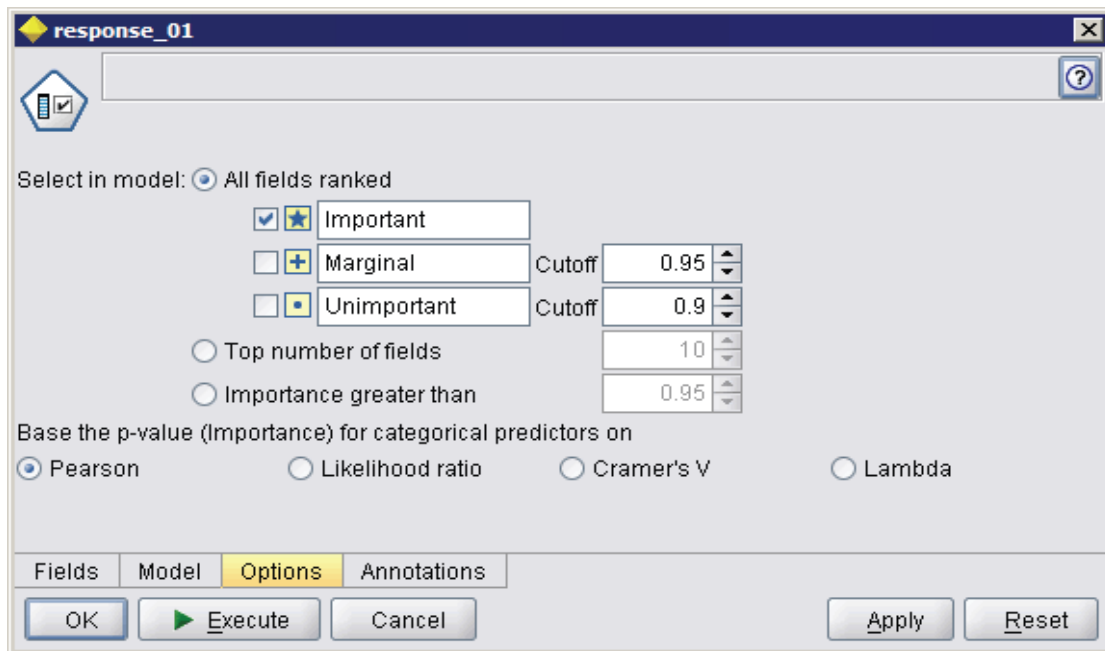 response_01
Select in model: All fields ranked
Important
Marginal Cutoff 0.95
Unimportant Cutoff 0.9
Top number of fields 10
Importance greater than 0.95
Base the p-value (Importance) for categorical predictors on
Pearson Likelihood ratio Cramer's V Lambda
Fields Model Options Annotations
OK Execute Cancel Apply Reset